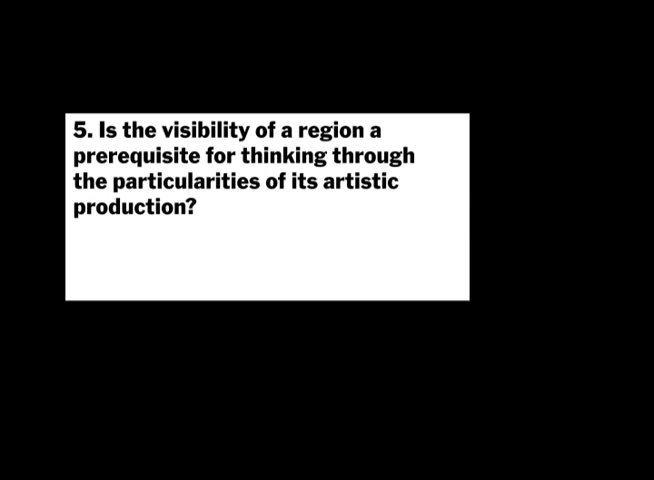 5. Is the visibility of a region a
prerequisite for thinking through
the particularities of its artistic
production?